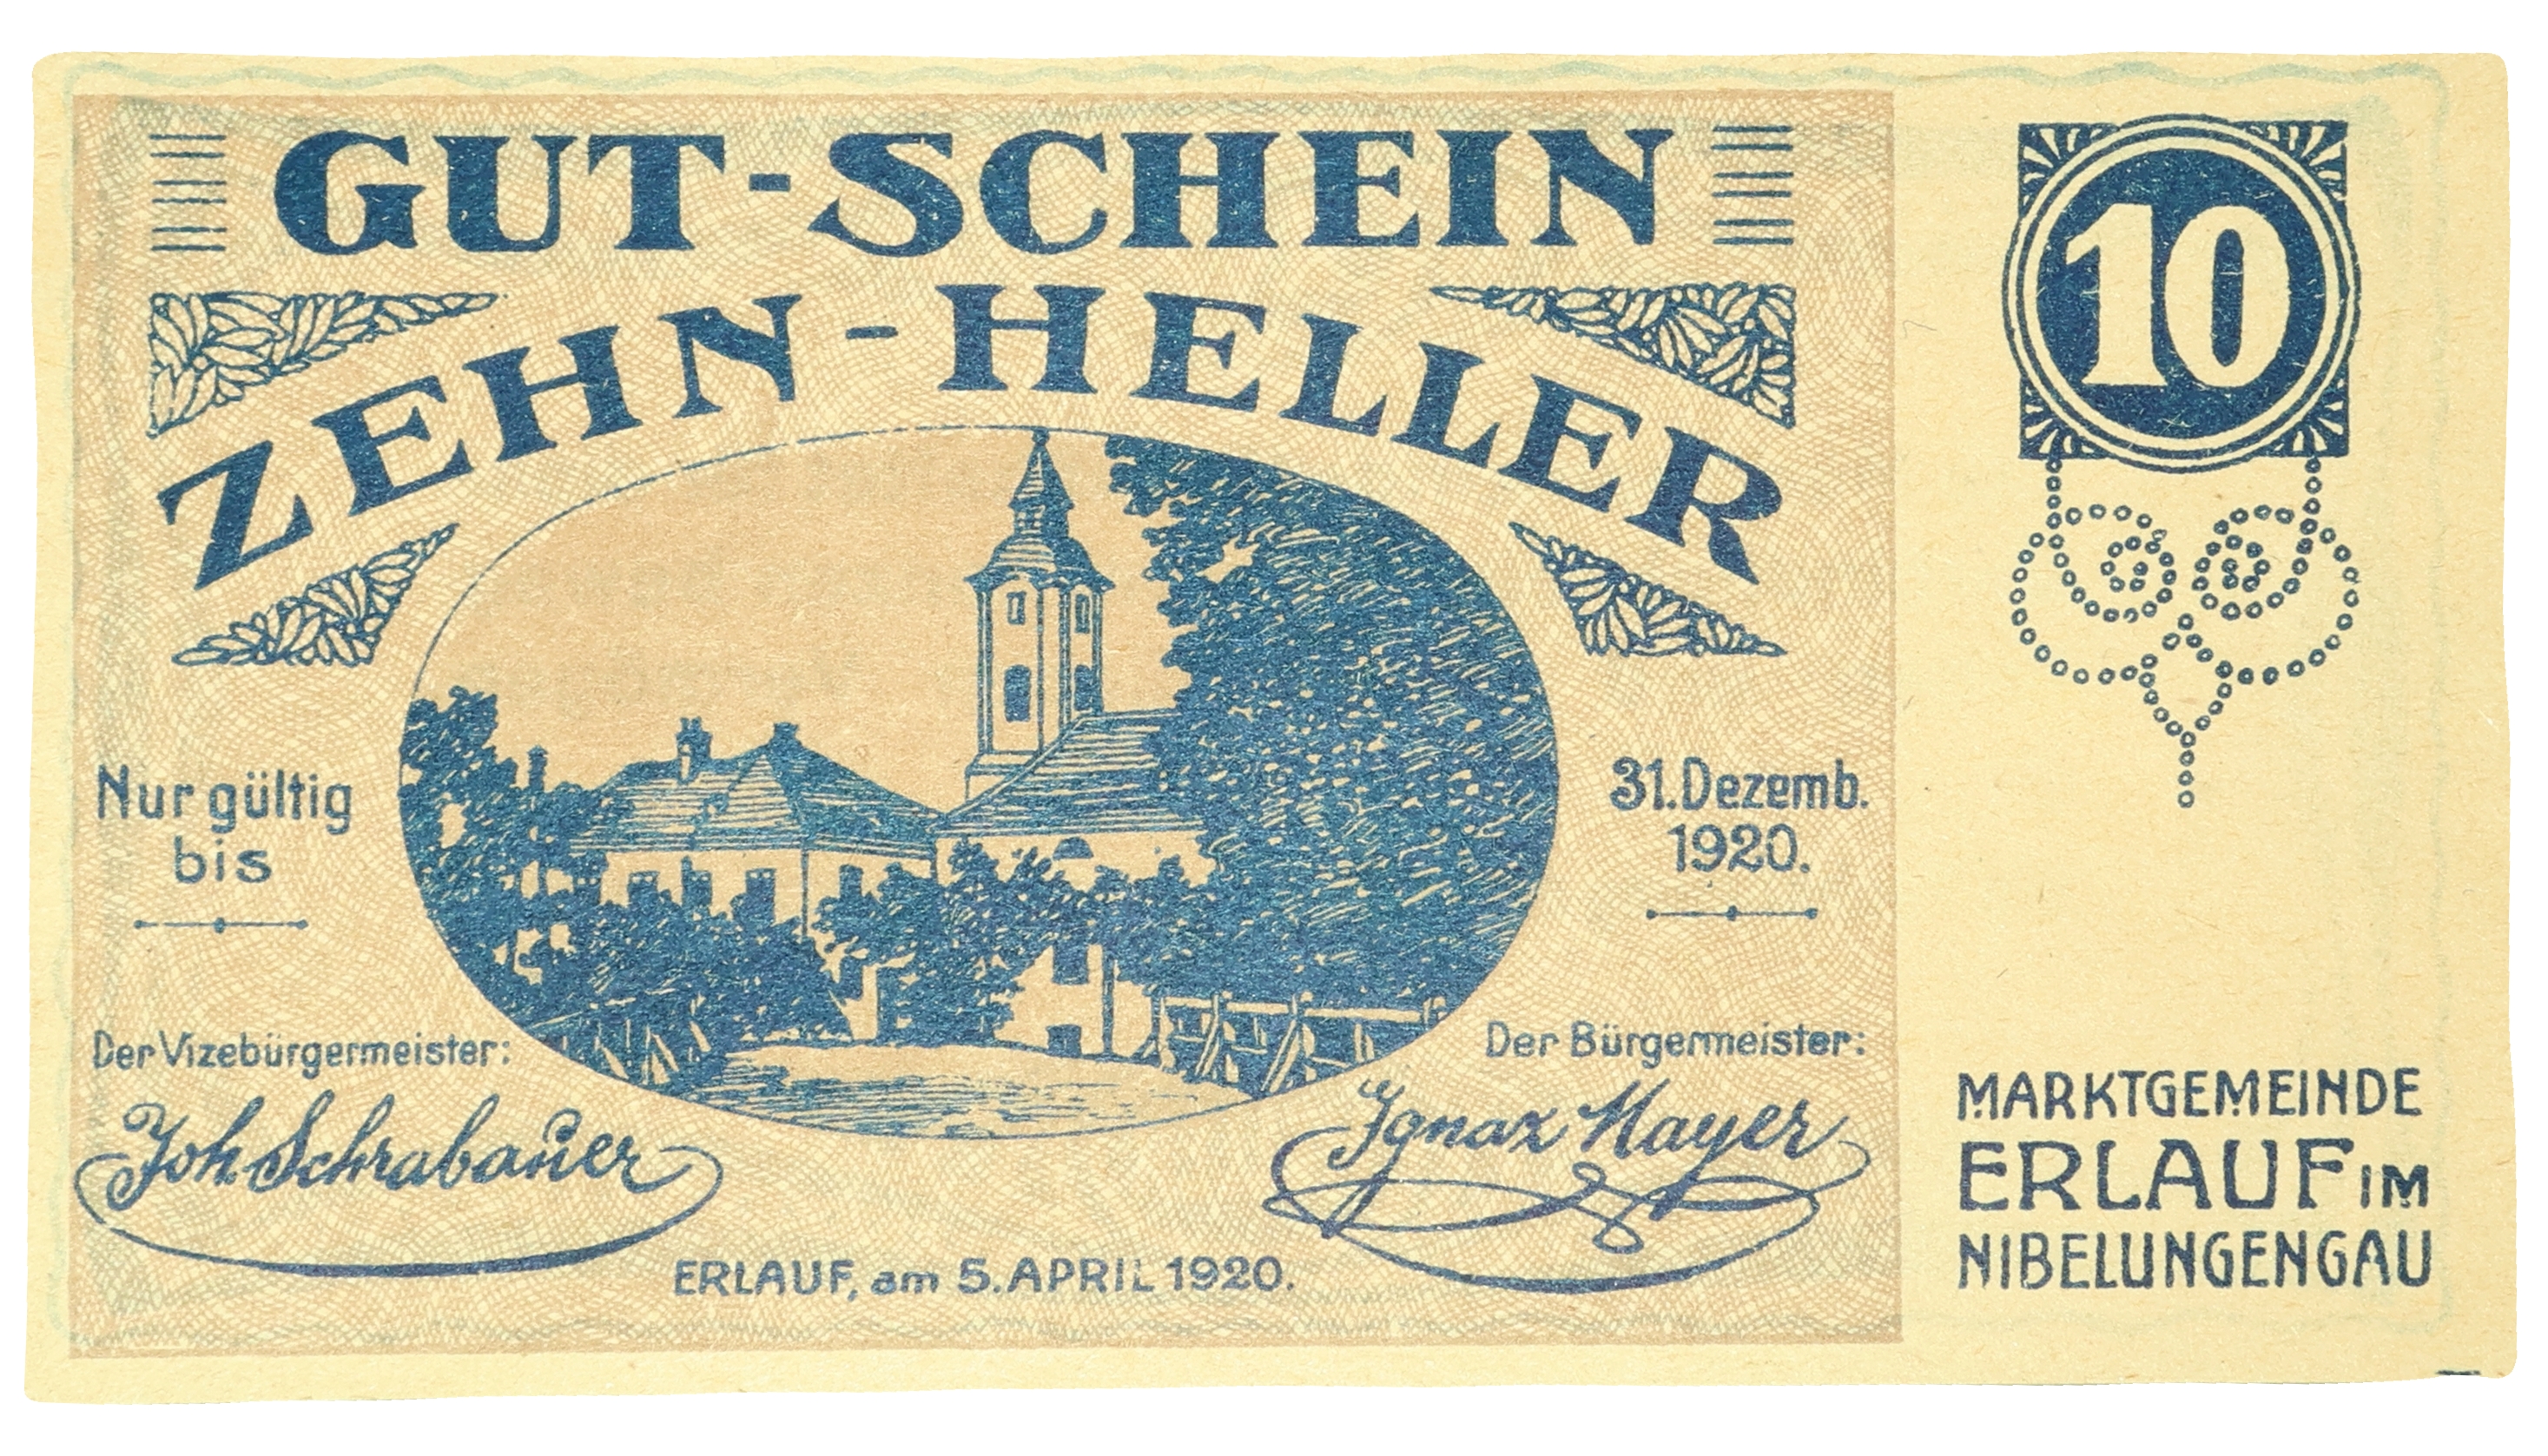 GUT-SCHEIN
ZEHN-HELLER
10
Nur gültig
bis
31. Dezemb.
1920.
Der Vizebürgermeister:
Joh. Schrabauer
Der Bürgermeister:
Ignaz Mayer
ERLAUF, am 5. APRIL 1920.
MARKTGEMEINDE
ERLAUF IM
NIBELUNGENGAU